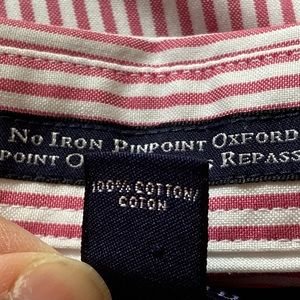 No Iron Pinpoint Oxford
point O Repass
100% COTTON/
COTON